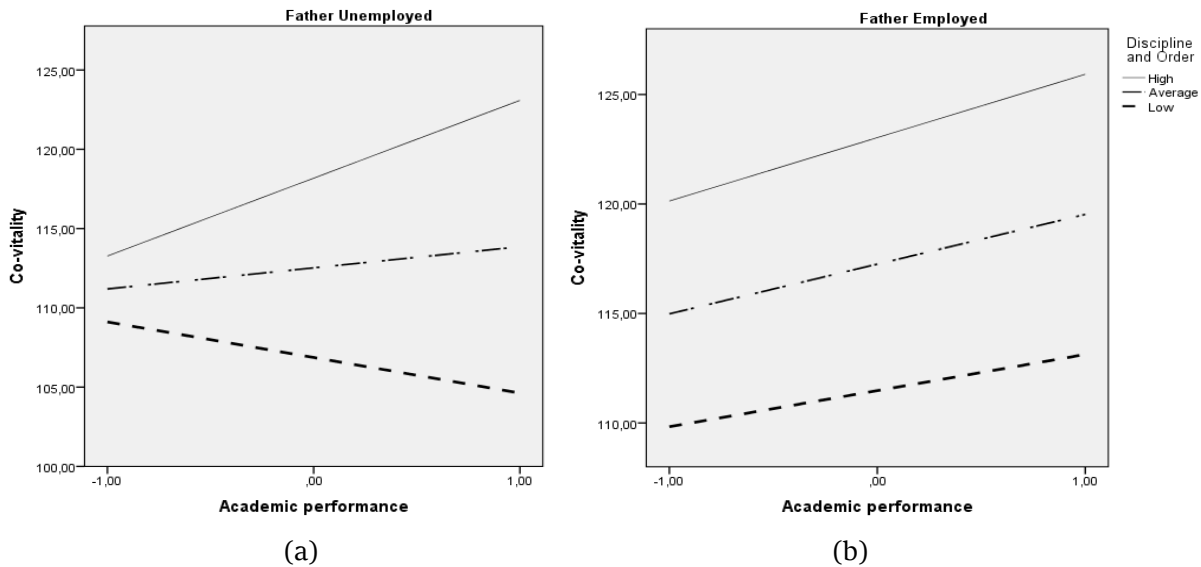 Father Unemployed
125,00
120,00
115,00
110,00
105,00
100,00
Co-vitality
-1,00
,00
1,00
Academic performance
(a)
Father Employed
125,00
120,00
115,00
110,00
Co-vitality
-1,00
,00
1,00
Academic performance
(b)
Discipline
and Order
High
Average
Low